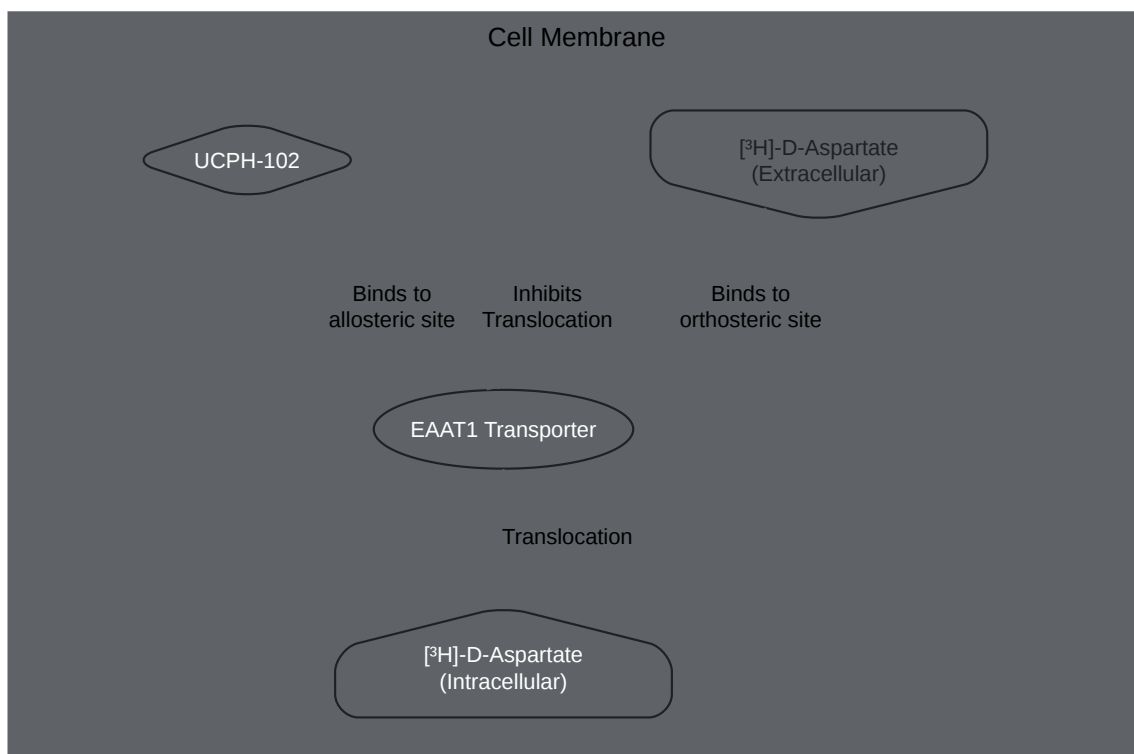 Cell Membrane
UCPH-102
[³H]-D-Aspartate
(Extracellular)
Binds to
allosteric site
Inhibits
Translocation
Binds to
orthosteric site
EAAT1 Transporter
Translocation
[³H]-D-Aspartate
(Intracellular)